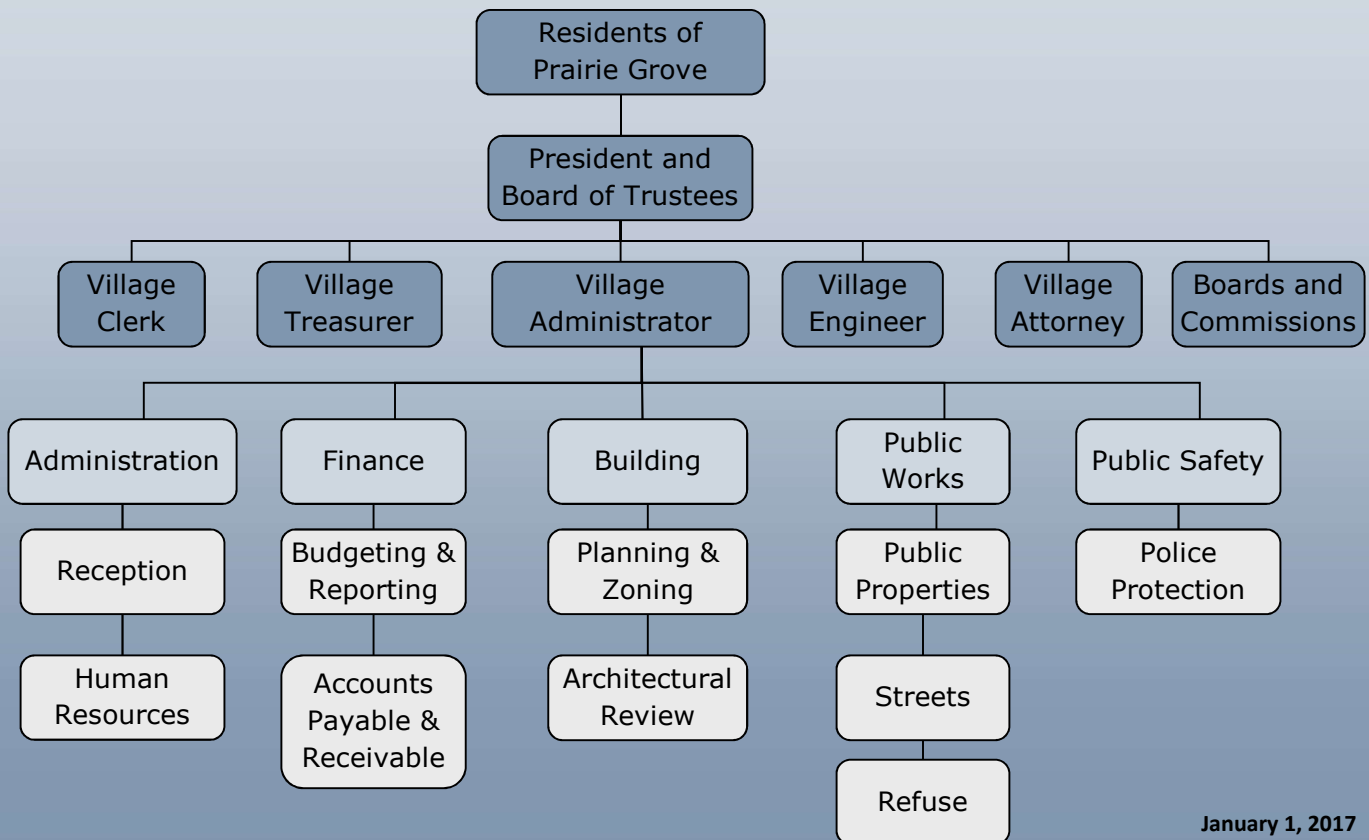 Residents of
Prairie Grove
President and
Board of Trustees
Village
Clerk
Village
Treasurer
Village
Administrator
Village
Engineer
Village
Attorney
Boards and
Commissions
Administration
Finance
Building
Public
Works
Public Safety
Reception
Budgeting &
Reporting
Planning &
Zoning
Public
Properties
Police
Protection
Human
Resources
Accounts
Payable &
Receivable
Architectural
Review
Streets
Refuse
January 1, 2017